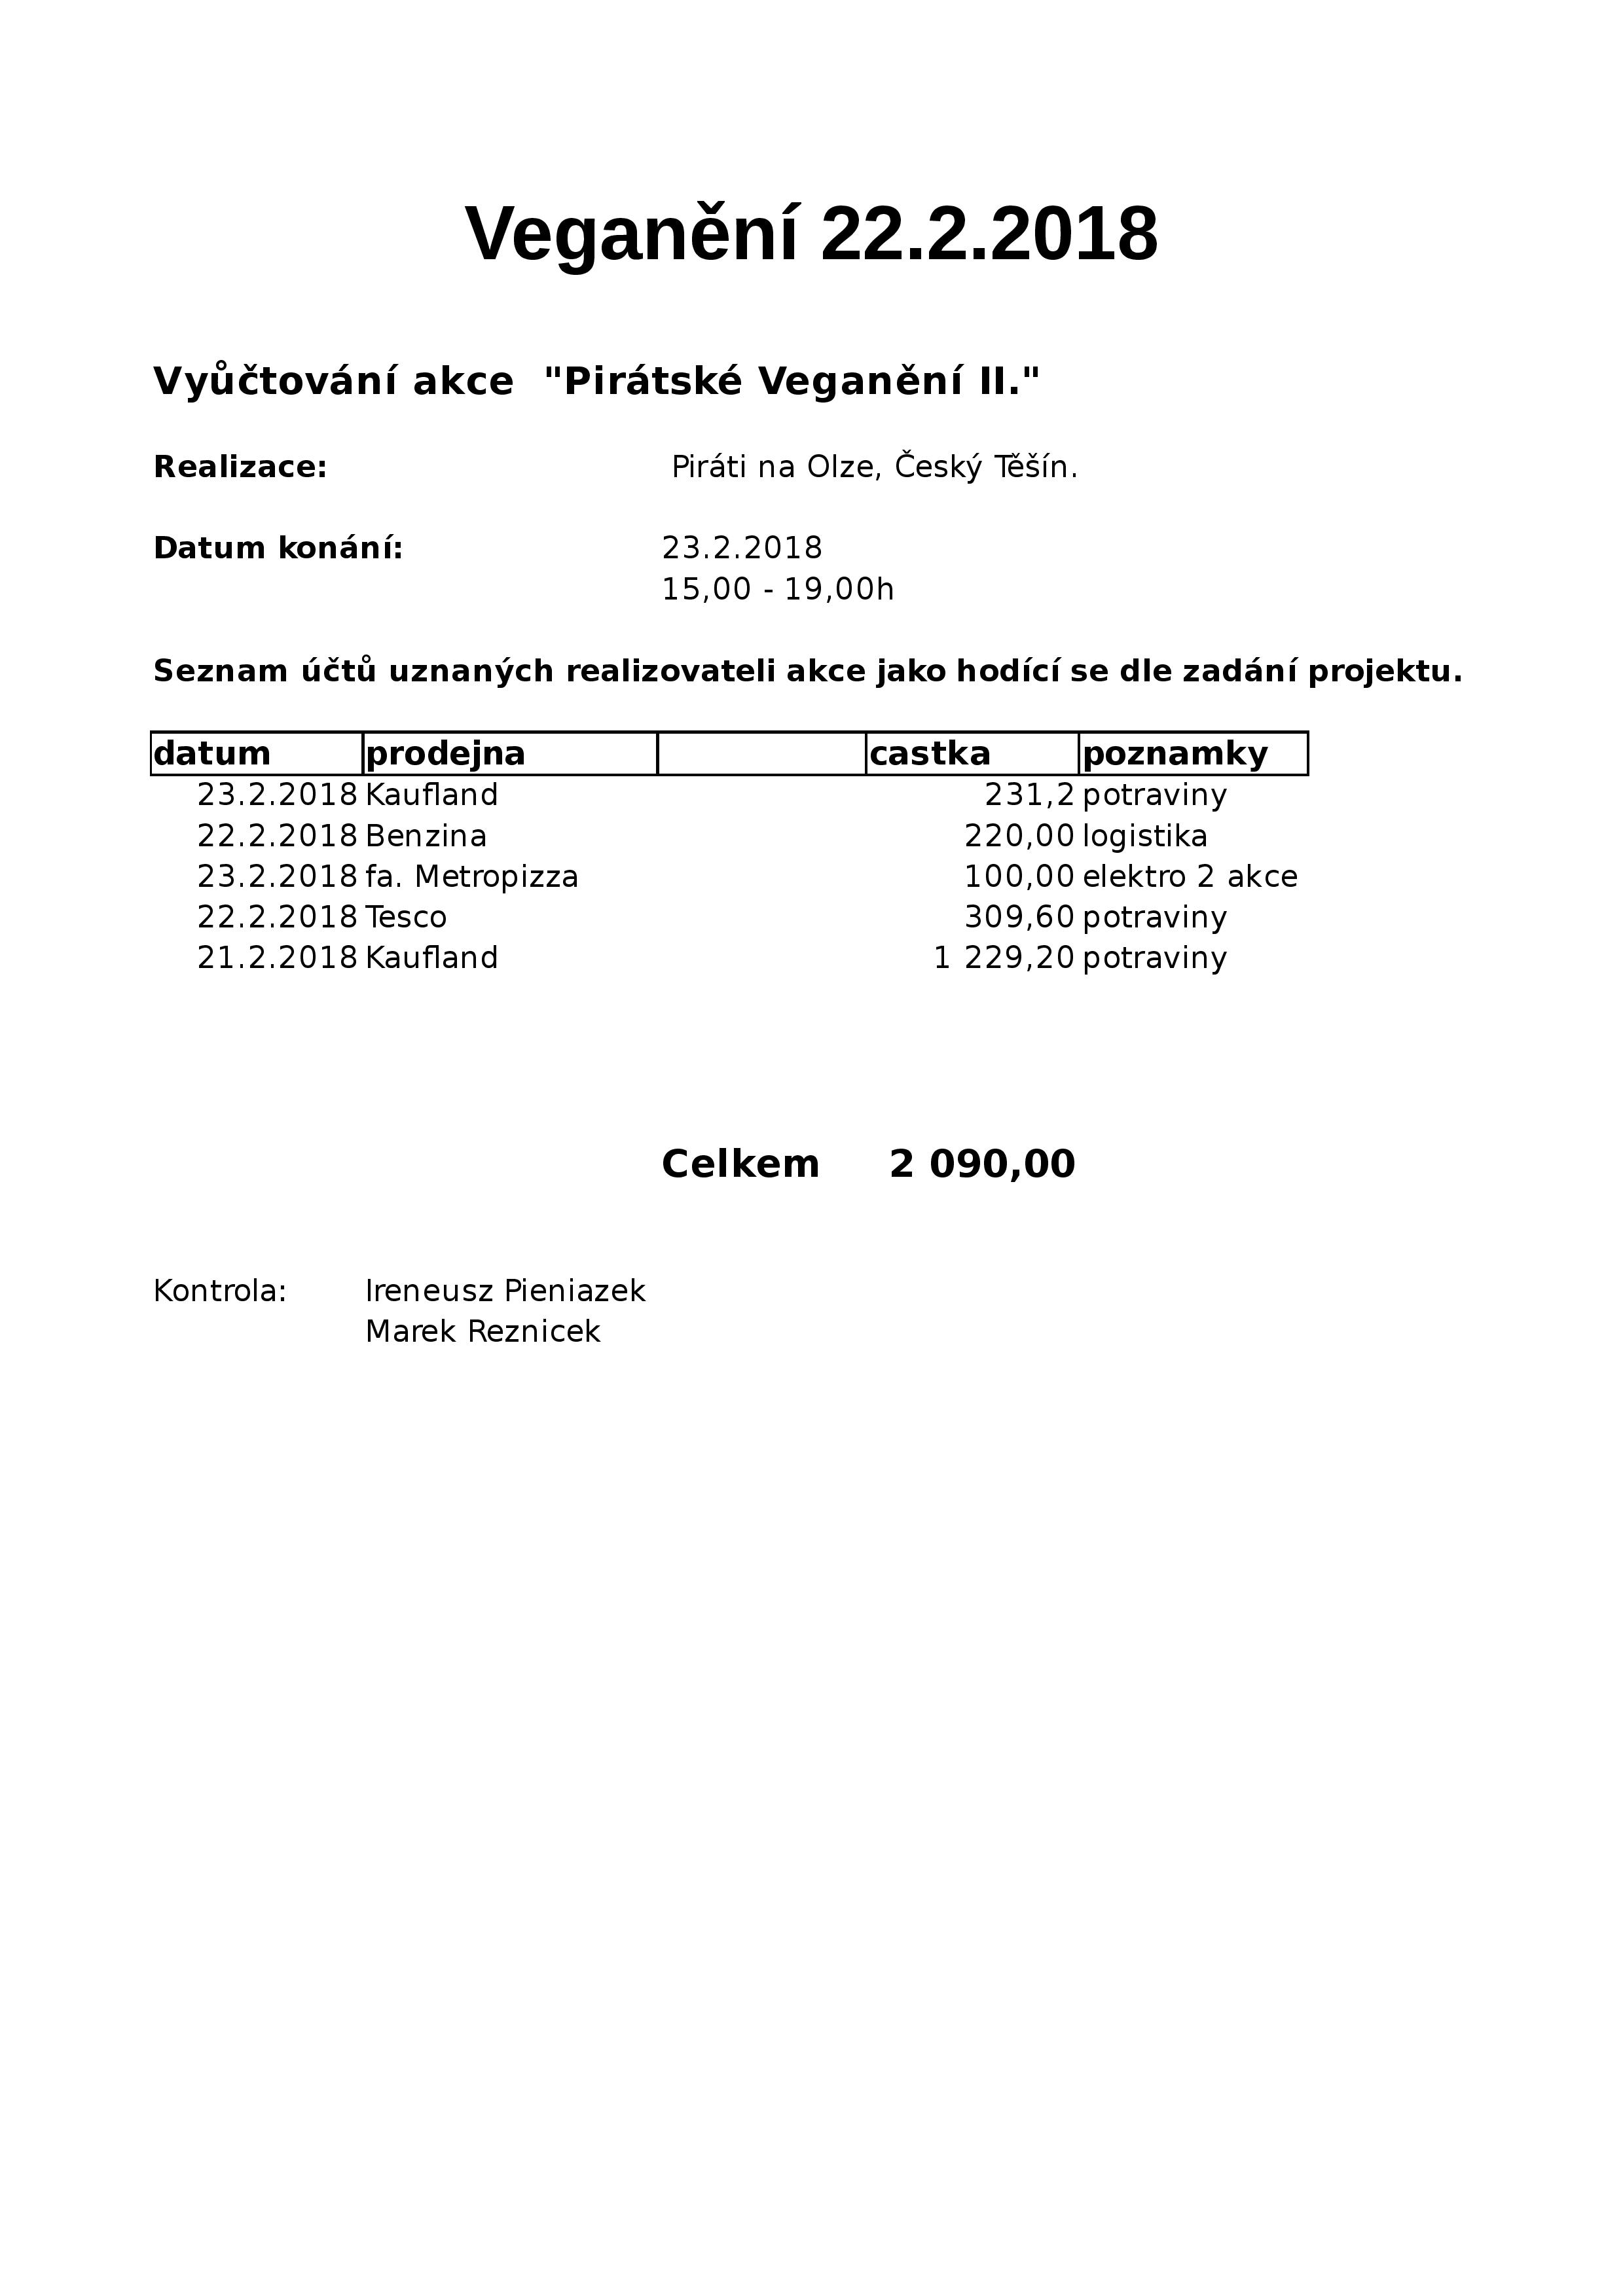 Veganění 22.2.2018
Vyůčtování akce "Pirátské Veganění II."
Realizace: Piráti na Olze, Český Těšín.
Datum konání: 23.2.2018
15,00 - 19,00h
Seznam účtů uznaných realizovateli akce jako hodící se dle zadání projektu.
datum prodejna castka poznamky
23.2.2018 Kaufland 231,2 potraviny
22.2.2018 Benzina 220,00 logistika
23.2.2018 fa. Metropizza 100,00 elektro 2 akce
22.2.2018 Tesco 309,60 potraviny
21.2.2018 Kaufland 1 229,20 potraviny
Celkem 2 090,00
Kontrola: Ireneusz Pieniazek
Marek Reznicek